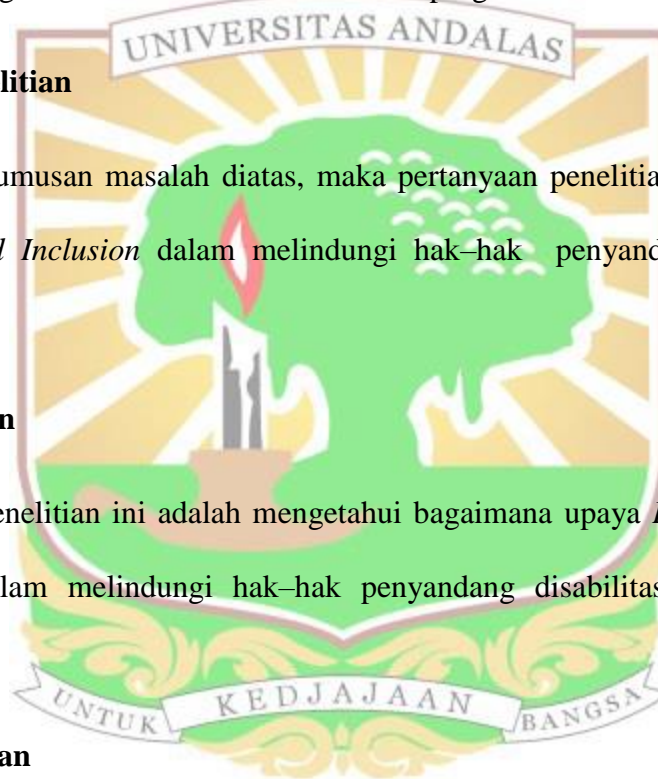 UNIVERSITAS ANDALAS
litian
umusan masalah diatas, maka pertanyaan penelitia
Inclusion dalam melindungi hak–hak penyand
n
enelitian ini adalah mengetahui bagaimana upaya
lam melindungi hak–hak penyandang disabilitas
UNTUK KEDJAJAAN BANGSA
an